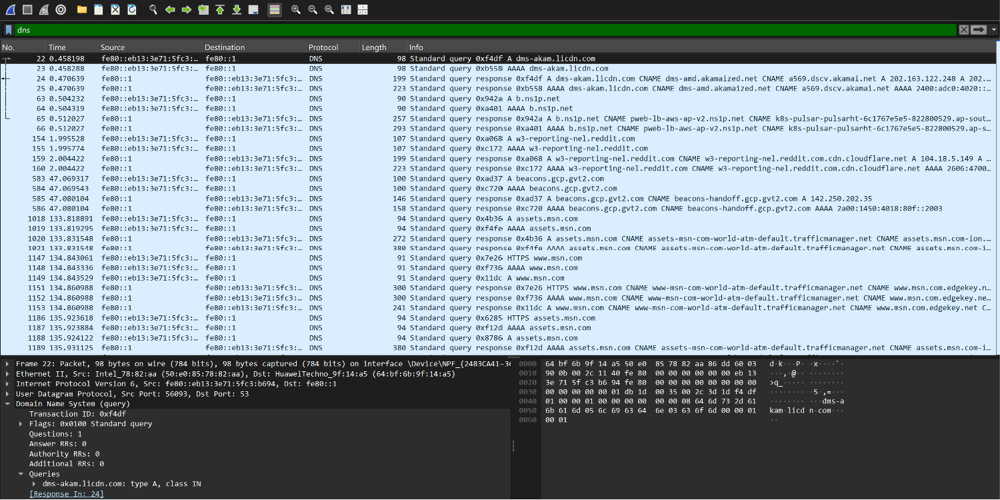 dns
No. Time Source Destination Protocol Length Info
22 0.458198 fe80::eb13:3e71:5fc3:… fe80::1 DNS 98 Standard query 0xf4df A dms-akam.licdn.com
23 0.458288 fe80::eb13:3e71:5fc3:… fe80::1 DNS 98 Standard query 0xb558 AAAA dms-akam.licdn.com
24 0.470639 fe80::1 fe80::eb13:3e71:5fc3:… DNS 199 Standard query response 0xf4df A dms-akam.licdn.com CNAME dms-amd.akamaized.net CNAME a569.dscv.akamai.net A 202.163.122.248 A 202.…
25 0.470639 fe80::1 fe80::eb13:3e71:5fc3:… DNS 223 Standard query response 0xb558 AAAA dms-akam.licdn.com CNAME dms-amd.akamaized.net CNAME a569.dscv.akamai.net AAAA 2400:adc0:4020::…
63 0.504232 fe80::eb13:3e71:5fc3:… fe80::1 DNS 90 Standard query 0x942a A b.ns1p.net
64 0.504319 fe80::eb13:3e71:5fc3:… fe80::1 DNS 90 Standard query 0xa401 AAAA b.ns1p.net
65 0.512027 fe80::1 fe80::eb13:3e71:5fc3:… DNS 257 Standard query response 0x942a A b.ns1p.net CNAME pweb-lb-aws-ap-v2.ns1p.net CNAME k8s-pulsar-pulsarht-6c1767e5e5-822800529.ap-sout…
66 0.512027 fe80::1 fe80::eb13:3e71:5fc3:… DNS 293 Standard query response 0xa401 AAAA b.ns1p.net CNAME pweb-lb-aws-ap-v2.ns1p.net CNAME k8s-pulsar-pulsarht-6c1767e5e5-822800529.ap-s…
154 1.995528 fe80::eb13:3e71:5fc3:… fe80::1 DNS 107 Standard query 0xa068 A w3-reporting-nel.reddit.com
155 1.995774 fe80::eb13:3e71:5fc3:… fe80::1 DNS 107 Standard query 0xc172 AAAA w3-reporting-nel.reddit.com
159 2.004422 fe80::1 fe80::eb13:3e71:5fc3:… DNS 199 Standard query response 0xa068 A w3-reporting-nel.reddit.com CNAME w3-reporting-nel.reddit.com.cdn.cloudflare.net A 104.18.5.149 A …
160 2.004422 fe80::1 fe80::eb13:3e71:5fc3:… DNS 223 Standard query response 0xc172 AAAA w3-reporting-nel.reddit.com CNAME w3-reporting-nel.reddit.com.cdn.cloudflare.net AAAA 2606:4700…
583 47.069317 fe80::eb13:3e71:5fc3:… fe80::1 DNS 100 Standard query 0xad37 A beacons.gcp.gvt2.com
584 47.069543 fe80::eb13:3e71:5fc3:… fe80::1 DNS 100 Standard query 0xc720 AAAA beacons.gcp.gvt2.com
585 47.080104 fe80::1 fe80::eb13:3e71:5fc3:… DNS 146 Standard query response 0xad37 A beacons.gcp.gvt2.com CNAME beacons-handoff.gcp.gvt2.com A 142.250.202.35
586 47.080104 fe80::1 fe80::eb13:3e71:5fc3:… DNS 158 Standard query response 0xc720 AAAA beacons.gcp.gvt2.com CNAME beacons-handoff.gcp.gvt2.com AAAA 2a00:1450:4018:80f::2003
1018 133.818891 fe80::eb13:3e71:5fc3:… fe80::1 DNS 94 Standard query 0x4b36 A assets.msn.com
1019 133.819295 fe80::eb13:3e71:5fc3:… fe80::1 DNS 94 Standard query 0xf4fe AAAA assets.msn.com
1020 133.831548 fe80::1 fe80::eb13:3e71:5fc3:… DNS 272 Standard query response 0x4b36 A assets.msn.com CNAME assets-msn-com-world-atm-default.trafficmanager.net CNAME assets.msn.com-ion.…
1021 133.831548 fe80::1 fe80::eb13:3e71:5fc3:… DNS 380 Standard query response 0xf4fe AAAA assets.msn.com CNAME assets-msn-com-world-atm-default.trafficmanager.net CNAME assets.msn.com-i…
1147 134.843061 fe80::eb13:3e71:5fc3:… fe80::1 DNS 91 Standard query 0x7e26 HTTPS www.msn.com
1148 134.843336 fe80::eb13:3e71:5fc3:… fe80::1 DNS 91 Standard query 0xf736 AAAA www.msn.com
1149 134.843529 fe80::eb13:3e71:5fc3:… fe80::1 DNS 91 Standard query 0x11dc A www.msn.com
1151 134.860988 fe80::1 fe80::eb13:3e71:5fc3:… DNS 300 Standard query response 0x7e26 HTTPS www.msn.com CNAME www-msn-com-world-atm-default.trafficmanager.net CNAME www.msn.com.edgekey.n…
1152 134.860988 fe80::1 fe80::eb13:3e71:5fc3:… DNS 300 Standard query response 0xf736 AAAA www.msn.com CNAME www-msn-com-world-atm-default.trafficmanager.net CNAME www.msn.com.edgekey.ne…
1153 134.860988 fe80::1 fe80::eb13:3e71:5fc3:… DNS 241 Standard query response 0x11dc A www.msn.com CNAME www-msn-com-world-atm-default.trafficmanager.net CNAME www.msn.com.edgekey.net C…
1186 135.923618 fe80::eb13:3e71:5fc3:… fe80::1 DNS 94 Standard query 0x6285 HTTPS assets.msn.com
1187 135.923884 fe80::eb13:3e71:5fc3:… fe80::1 DNS 94 Standard query 0xf12d AAAA assets.msn.com
1188 135.924122 fe80::eb13:3e71:5fc3:… fe80::1 DNS 94 Standard query 0x8786 A assets.msn.com
1189 135.931125 fe80::1 fe80::eb13:3e71:5fc3:… DNS 380 Standard query response 0xf12d AAAA assets.msn.com CNAME assets-msn-com-world-atm-default.trafficmanager.net CNAME assets.msn.com-i…
Frame 22: Packet, 98 bytes on wire (784 bits), 98 bytes captured (784 bits) on interface \Device\NPF_{2483CA41-36
Ethernet II, Src: Intel_78:82:aa (50:e0:85:78:82:aa), Dst: HuaweiTechno_9f:14:a5 (64:bf:6b:9f:14:a5)
Internet Protocol Version 6, Src: fe80::eb13:3e71:5fc3:b694, Dst: fe80::1
User Datagram Protocol, Src Port: 56093, Dst Port: 53
Domain Name System (query)
Transaction ID: 0xf4df
Flags: 0x0100 Standard query
Questions: 1
Answer RRs: 0
Authority RRs: 0
Additional RRs: 0
Queries
dms-akam.licdn.com: type A, class IN
[Response In: 24]
0000 64 bf 6b 9f 14 a5 50 e0 85 78 82 aa 86 dd 60 03 d·k···P· ·x····`·
0010 90 0b 00 2c 11 40 fe 80 00 00 00 00 00 00 eb 13 ···,·@·· ········
0020 3e 71 5f c3 b6 94 fe 80 00 00 00 00 00 00 00 00 >q_····· ········
0030 00 00 00 00 00 01 db 1d 00 35 00 2c 3d 1d f4 df ········ ·5·,=···
0040 01 00 00 01 00 00 00 00 00 00 08 64 6d 73 2d 61 ········ ···dms-a
0050 6b 61 6d 05 6c 69 63 64 6e 03 63 6f 6d 00 00 01 kam·licd n·com···
0060 00 01 ··